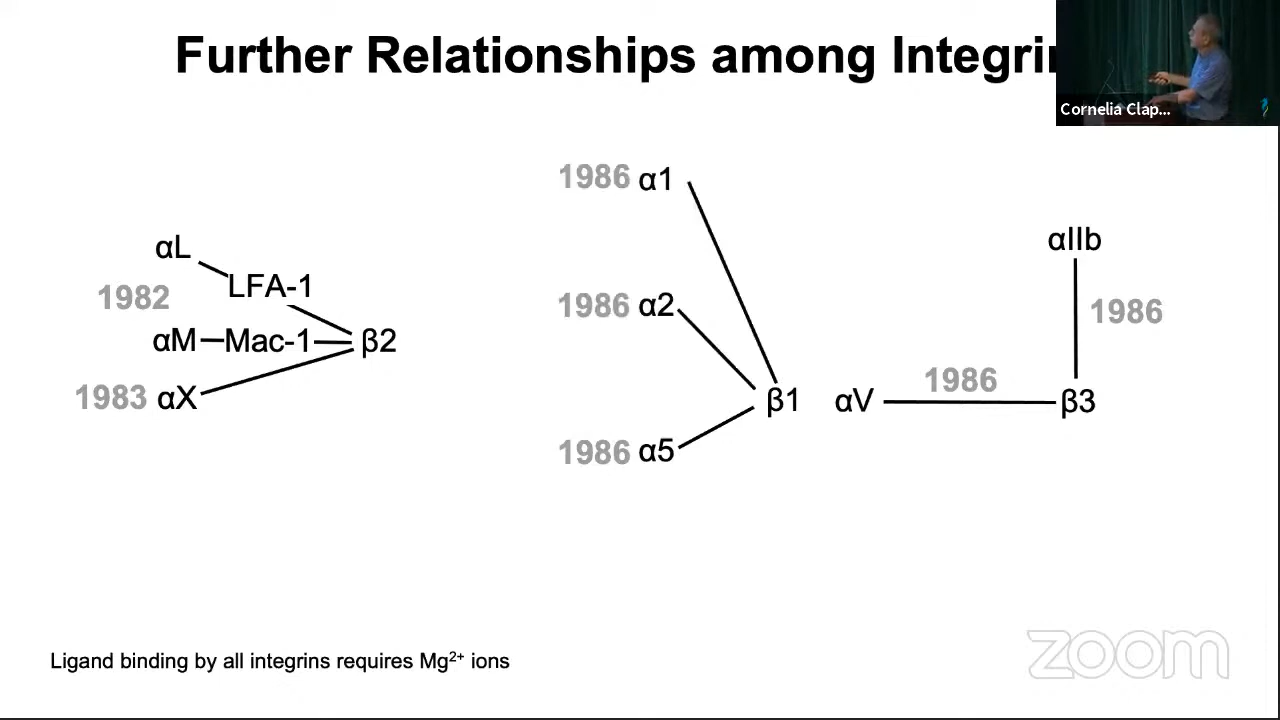 Further Relationships among Integrin
Cornelia Clap...
1986 α1
αL
LFA-1
1982
αM Mac-1 β2
1983 αX
1986 α2
β1
1986 α5
αIIb
1986
1986
αV β3
Ligand binding by all integrins requires Mg²⁺ ions
zoom